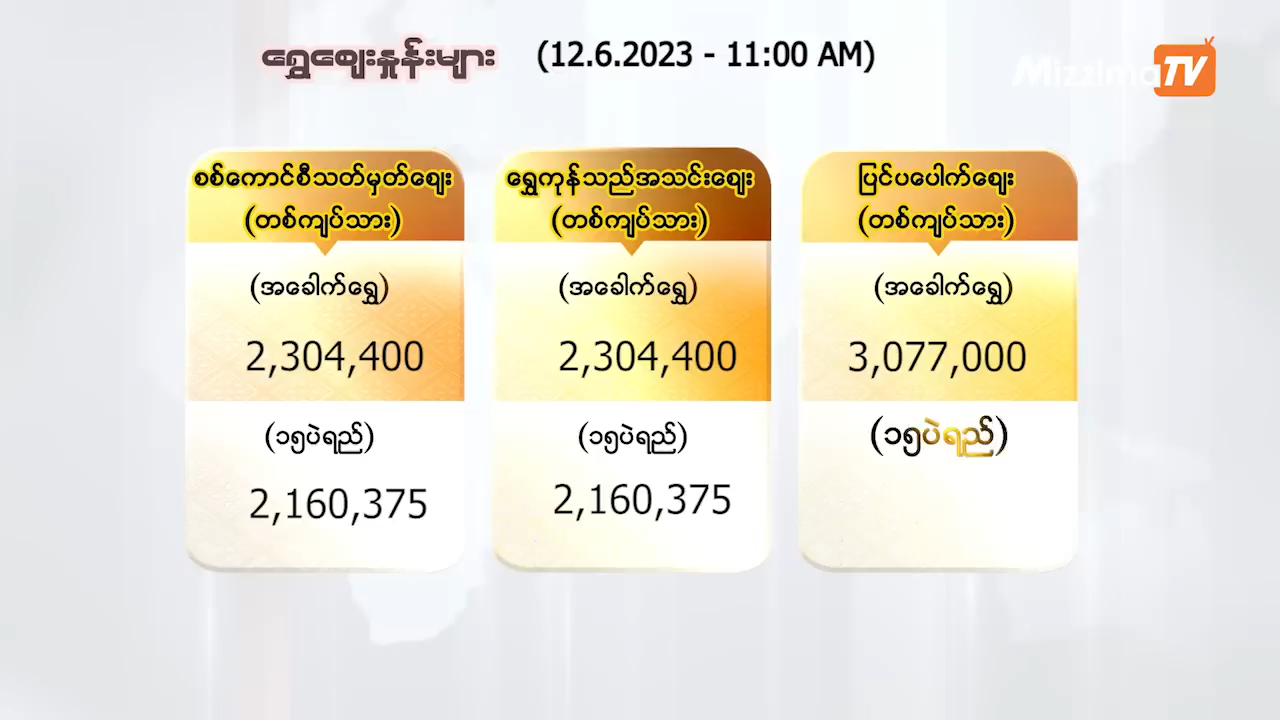 ရွှေဈေးနှုန်းများ (12.6.2023 - 11:00 AM)
Mizzima TV
စစ်ကောင်စီသတ်မှတ်ဈေး
(တစ်ကျပ်သား)
(အခေါက်ရွှေ)
2,304,400
(၁၅ပဲရည်)
2,160,375
ရွှေကုန်သည်အသင်းဈေး
(တစ်ကျပ်သား)
(အခေါက်ရွှေ)
2,304,400
(၁၅ပဲရည်)
2,160,375
ပြင်ပပေါက်ဈေး
(တစ်ကျပ်သား)
(အခေါက်ရွှေ)
3,077,000
(၁၅ပဲရည်)